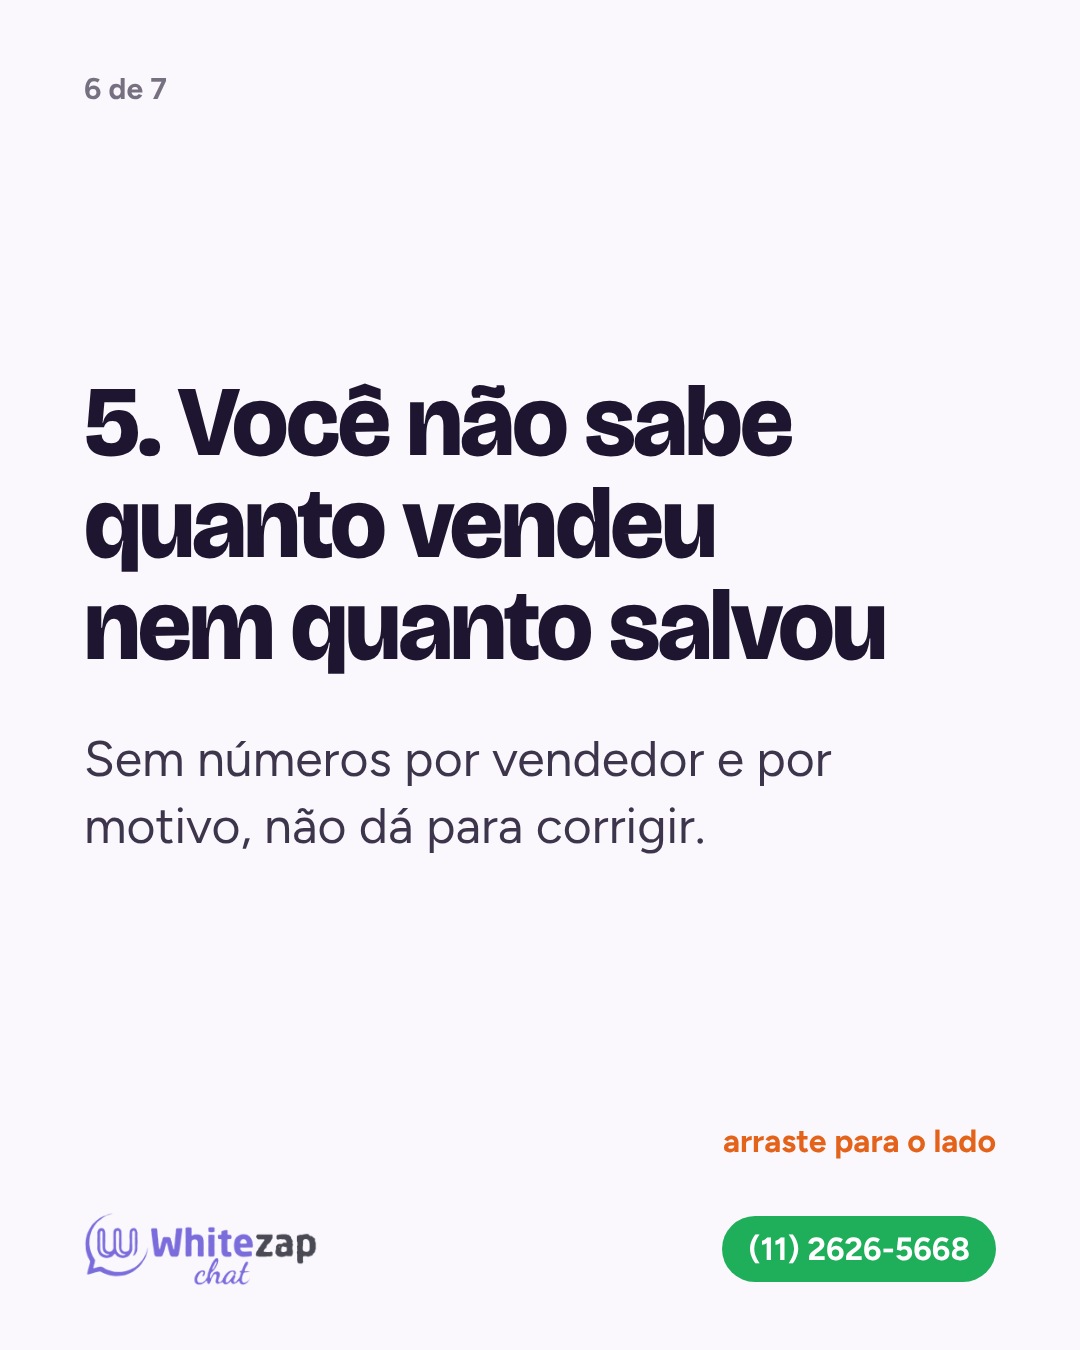 6 de 7
5. Você não sabe
quanto vendeu
nem quanto salvou
Sem números por vendedor e por
motivo, não dá para corrigir.
arraste para o lado
Whitezap
chat
(11) 2626-5668